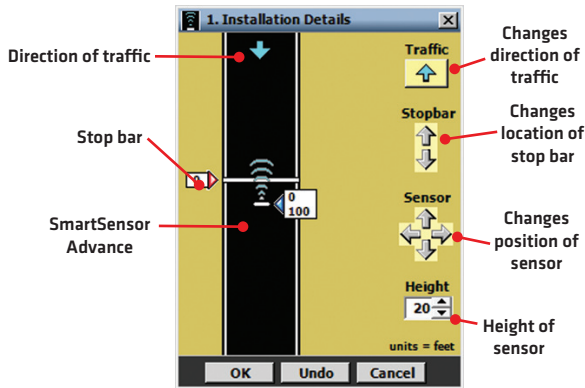 1. Installation Details
Direction of traffic
Stop bar
SmartSensor
Advance
0
100
Traffic
Stopbar
Sensor
Height
20
units = feet
OK
Undo
Cancel
Changes
direction of
traffic
Changes
location of
stop bar
Changes
position of
sensor
Height of
sensor